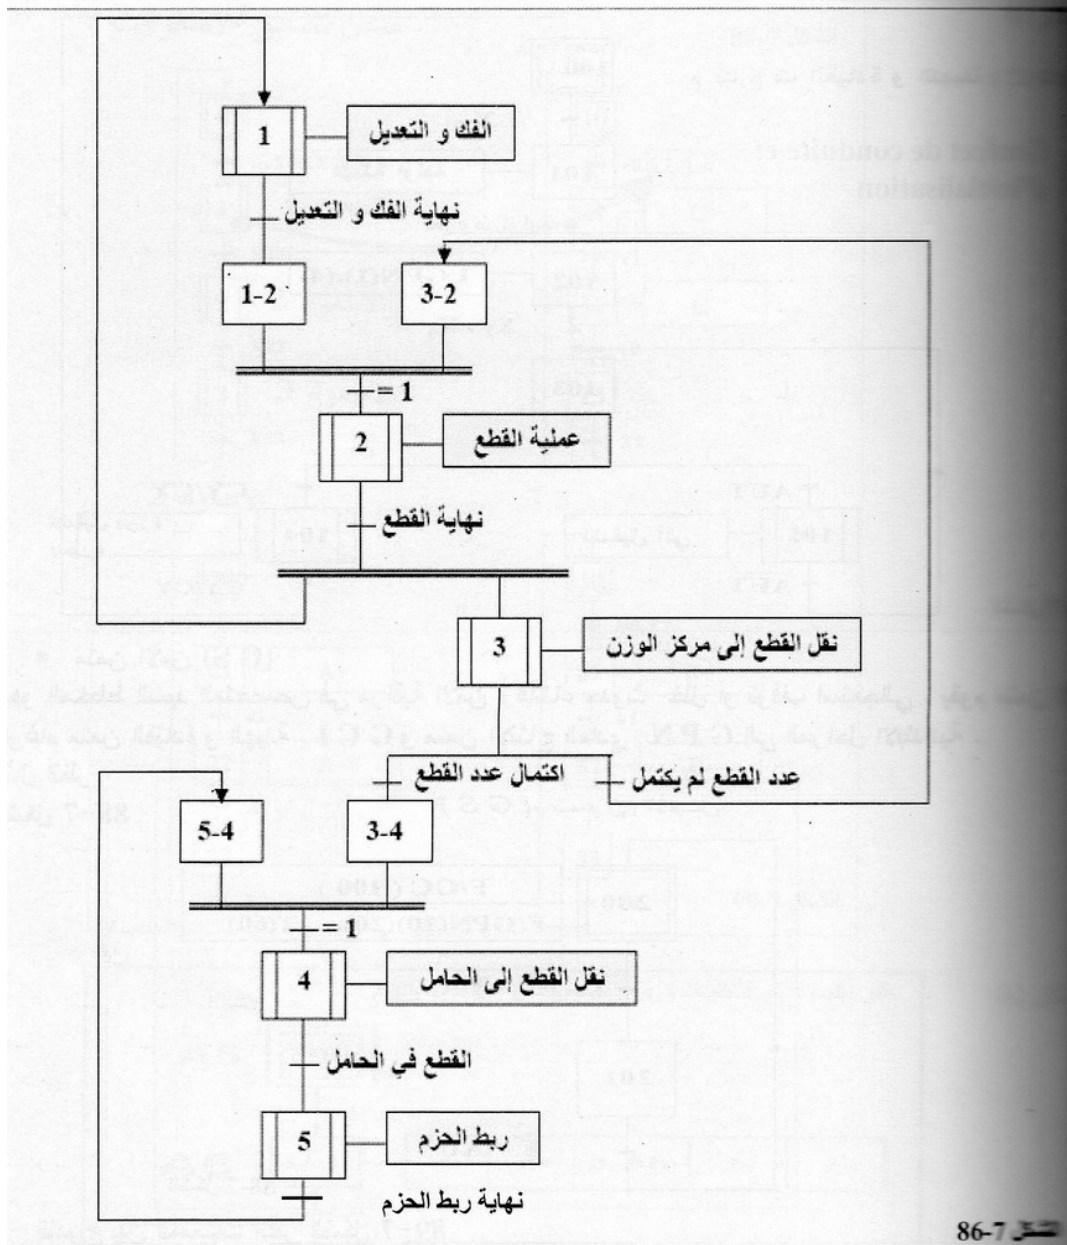 1
الفك و التعديل
نهاية الفك و التعديل
1-2
3-2
= 1
2
عملية القطع
نهاية القطع
3
نقل القطع إلى مركز الوزن
اكتمال عدد القطع
عدد القطع لم يكتمل
5-4
3-4
= 1
4
نقل القطع إلى الحامل
القطع في الحامل
5
ربط الحزم
نهاية ربط الحزم
الشكل 7-86